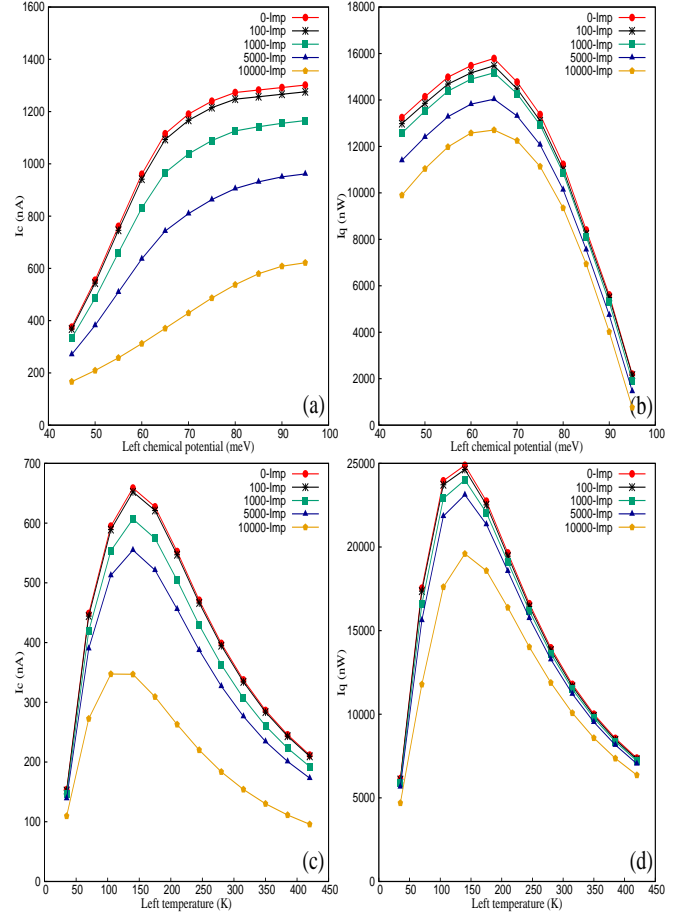 1600
1400
1200
1000
800
600
400
200
0
Ic (nA)
40 50 60 70 80 90 100
Left chemical potential (meV)
0-Imp
100-Imp
1000-Imp
5000-Imp
10000-Imp
(a)
18000
16000
14000
12000
10000
8000
6000
4000
2000
0
Iq (nW)
40 50 60 70 80 90 100
Left chemical potential (meV)
0-Imp
100-Imp
1000-Imp
5000-Imp
10000-Imp
(b)
700
600
500
400
300
200
100
0
Ic (nA)
0 50 100 150 200 250 300 350 400 450
Left temperature (K)
0-Imp
100-Imp
1000-Imp
5000-Imp
10000-Imp
(c)
25000
20000
15000
10000
5000
0
Iq (nW)
0 50 100 150 200 250 300 350 400 450
Left temperature (K)
0-Imp
100-Imp
1000-Imp
5000-Imp
10000-Imp
(d)